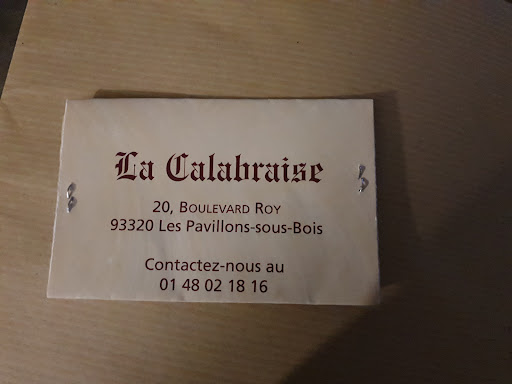 La Calabraise
20, Boulevard Roy
93320 Les Pavillons-sous-Bois
Contactez-nous au
01 48 02 18 16